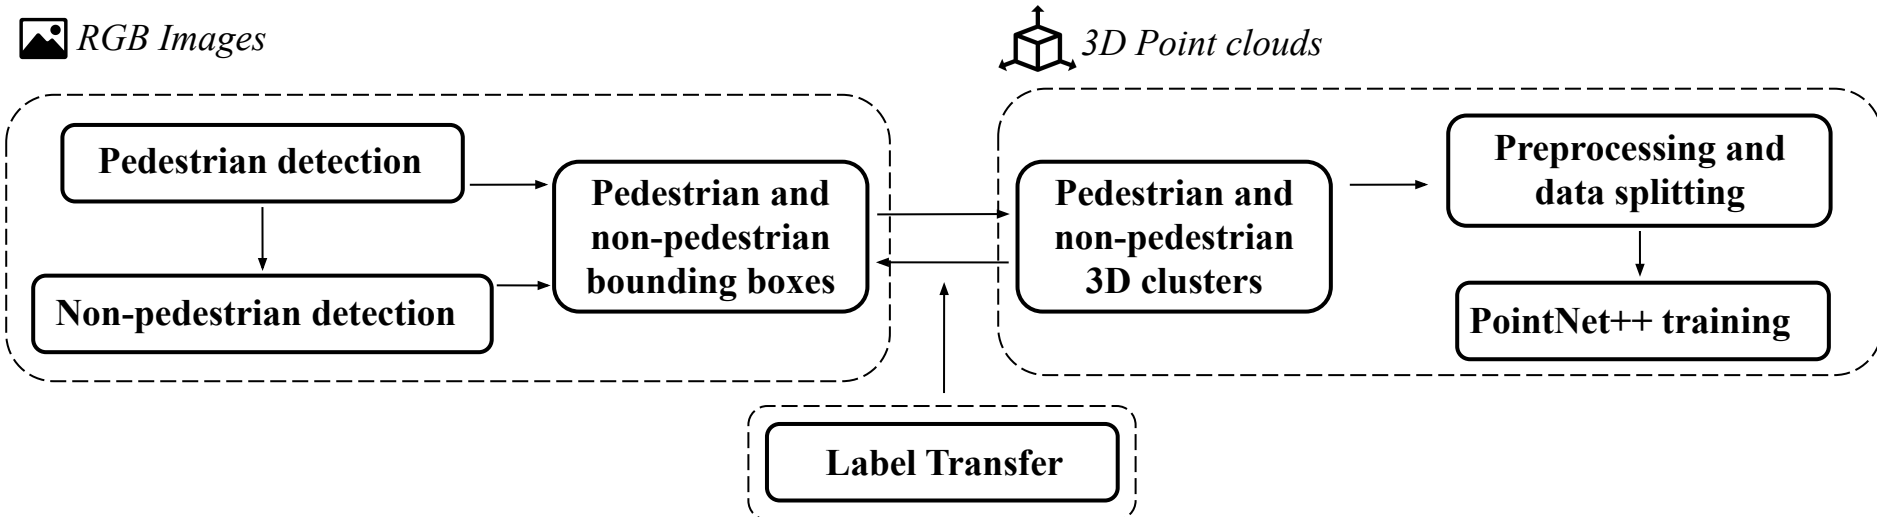 RGB Images
3D Point clouds
Pedestrian detection
Non-pedestrian detection
Pedestrian and
non-pedestrian
bounding boxes
Pedestrian and
non-pedestrian
3D clusters
Preprocessing and
data splitting
PointNet++ training
Label Transfer